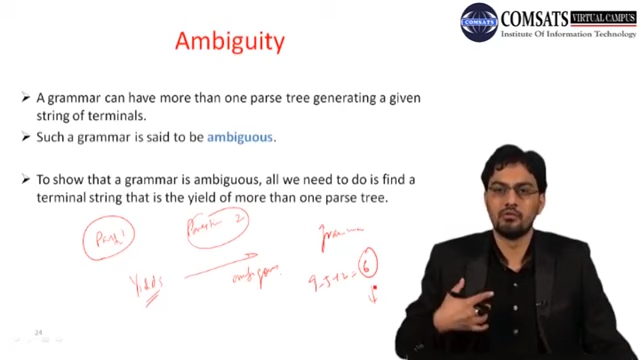 COMSATS VIRTUAL CAMPUS
Institute Of Information Technology
Ambiguity
➢ A grammar can have more than one parse tree generating a given
string of terminals.
➢ Such a grammar is said to be ambiguous.
➢ To show that a grammar is ambiguous, all we need to do is find a
terminal string that is the yield of more than one parse tree.
2
Yields
9-5+2=6
24